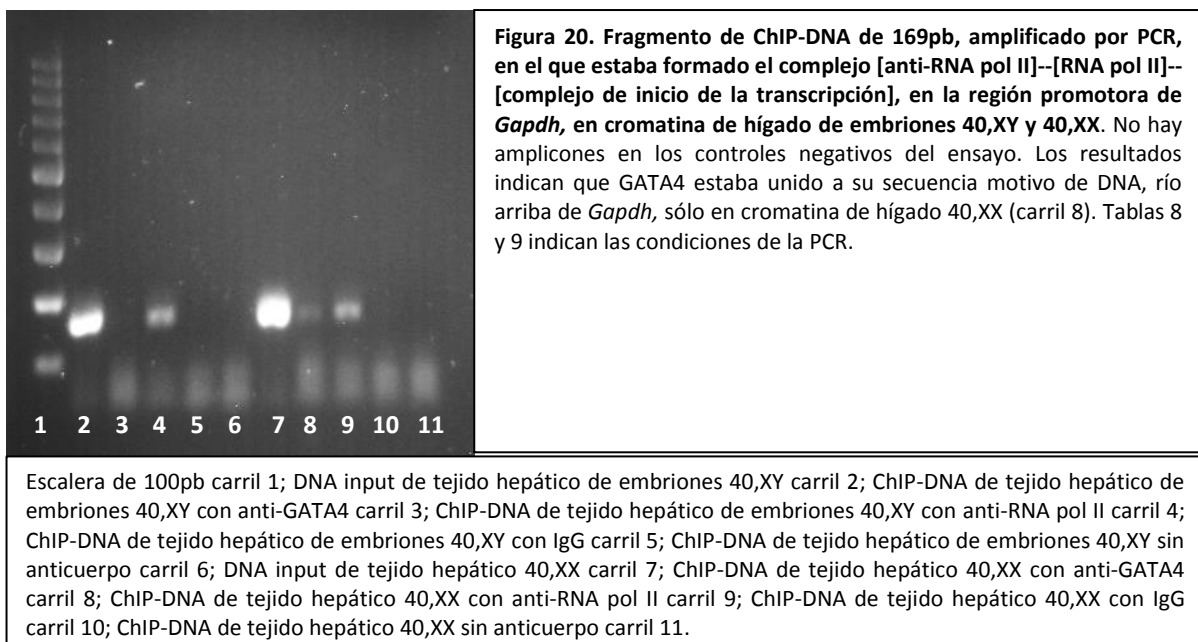 Figura 20. Fragmento de ChIP-DNA de 169pb, amplificado por PCR,
en el que estaba formado el complejo [anti-RNA pol II]--[RNA pol II]--
[complejo de inicio de la transcripción], en la región promotora de
Gapdh, en cromatina de hígado de embriones 40,XY y 40,XX. No hay
amplicones en los controles negativos del ensayo. Los resultados
indican que GATA4 estaba unido a su secuencia motivo de DNA, río
arriba de Gapdh, sólo en cromatina de hígado 40,XX (carril 8). Tablas 8
y 9 indican las condiciones de la PCR.
1 2 3 4 5 6 7 8 9 10 11
Escalera de 100pb carril 1; DNA input de tejido hepático de embriones 40,XY carril 2; ChIP-DNA de tejido hepático de
embriones 40,XY con anti-GATA4 carril 3; ChIP-DNA de tejido hepático de embriones 40,XY con anti-RNA pol II carril 4;
ChIP-DNA de tejido hepático de embriones 40,XY con IgG carril 5; ChIP-DNA de tejido hepático de embriones 40,XY sin
anticuerpo carril 6; DNA input de tejido hepático 40,XX carril 7; ChIP-DNA de tejido hepático 40,XX con anti-GATA4
carril 8; ChIP-DNA de tejido hepático 40,XX con anti-RNA pol II carril 9; ChIP-DNA de tejido hepático 40,XX con IgG
carril 10; ChIP-DNA de tejido hepático 40,XX sin anticuerpo carril 11.